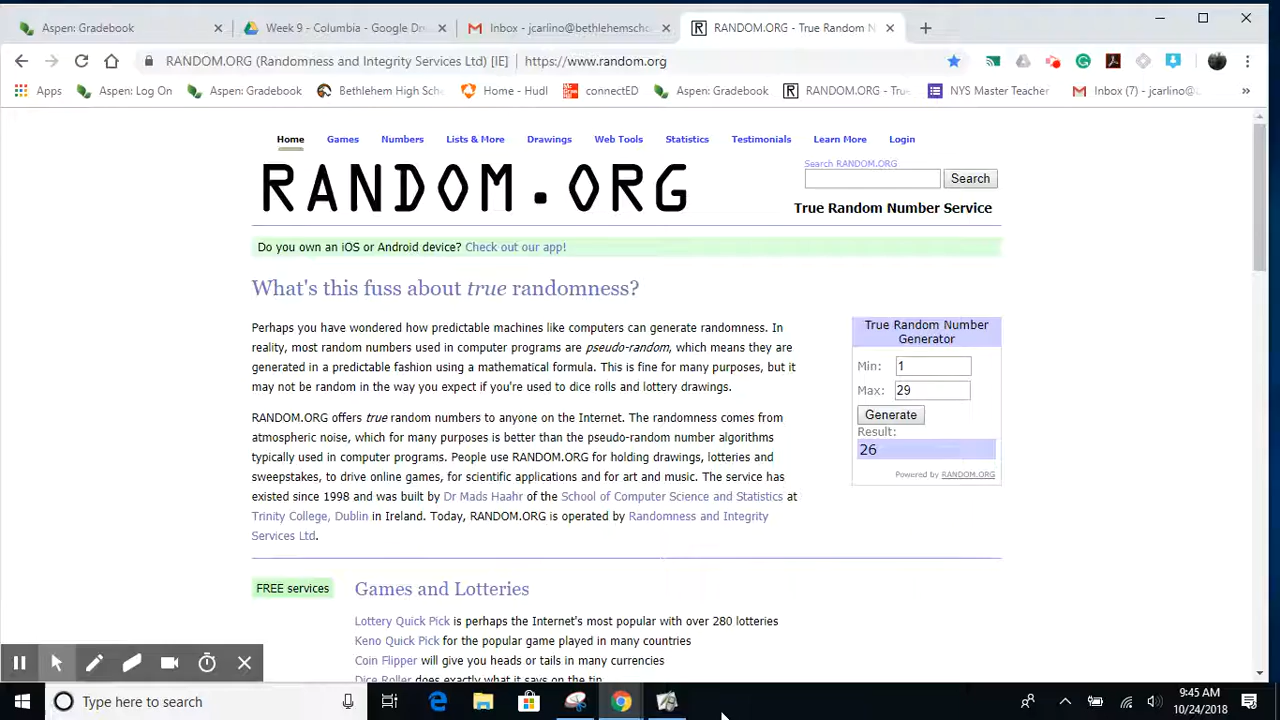 Aspen: Gradebook
Week 9 - Columbia - Google Dr
Inbox - jcarlino@bethlehemsch
RANDOM.ORG - True Random N
RANDOM.ORG (Randomness and Integrity Services Ltd) [IE] | https://www.random.org
Apps
Aspen: Log On
Aspen: Gradebook
Bethlehem High Sch
Home - Hudl
connectED
Aspen: Gradebook
RANDOM.ORG - Tru
NYS Master Teacher
Inbox (7) - jcarlino@
Home Games Numbers Lists & More Drawings Web Tools Statistics Testimonials Learn More Login
RANDOM.ORG
Search RANDOM.ORG
Search
True Random Number Service
Do you own an iOS or Android device? Check out our app!
What's this fuss about true randomness?
Perhaps you have wondered how predictable machines like computers can generate randomness. In
reality, most random numbers used in computer programs are pseudo-random, which means they are
generated in a predictable fashion using a mathematical formula. This is fine for many purposes, but it
may not be random in the way you expect if you're used to dice rolls and lottery drawings.
RANDOM.ORG offers true random numbers to anyone on the Internet. The randomness comes from
atmospheric noise, which for many purposes is better than the pseudo-random number algorithms
typically used in computer programs. People use RANDOM.ORG for holding drawings, lotteries and
sweepstakes, to drive online games, for scientific applications and for art and music. The service has
existed since 1998 and was built by Dr Mads Haahr of the School of Computer Science and Statistics at
Trinity College, Dublin in Ireland. Today, RANDOM.ORG is operated by Randomness and Integrity
Services Ltd.
True Random Number
Generator
Min: 1
Max: 29
Generate
Result:
26
Powered by RANDOM.ORG
FREE services
Games and Lotteries
Lottery Quick Pick is perhaps the Internet's most popular with over 280 lotteries
Keno Quick Pick for the popular game played in many countries
Coin Flipper will give you heads or tails in many currencies
Dice Roller does exactly what it says on the tin
Type here to search
9:45 AM
10/24/2018